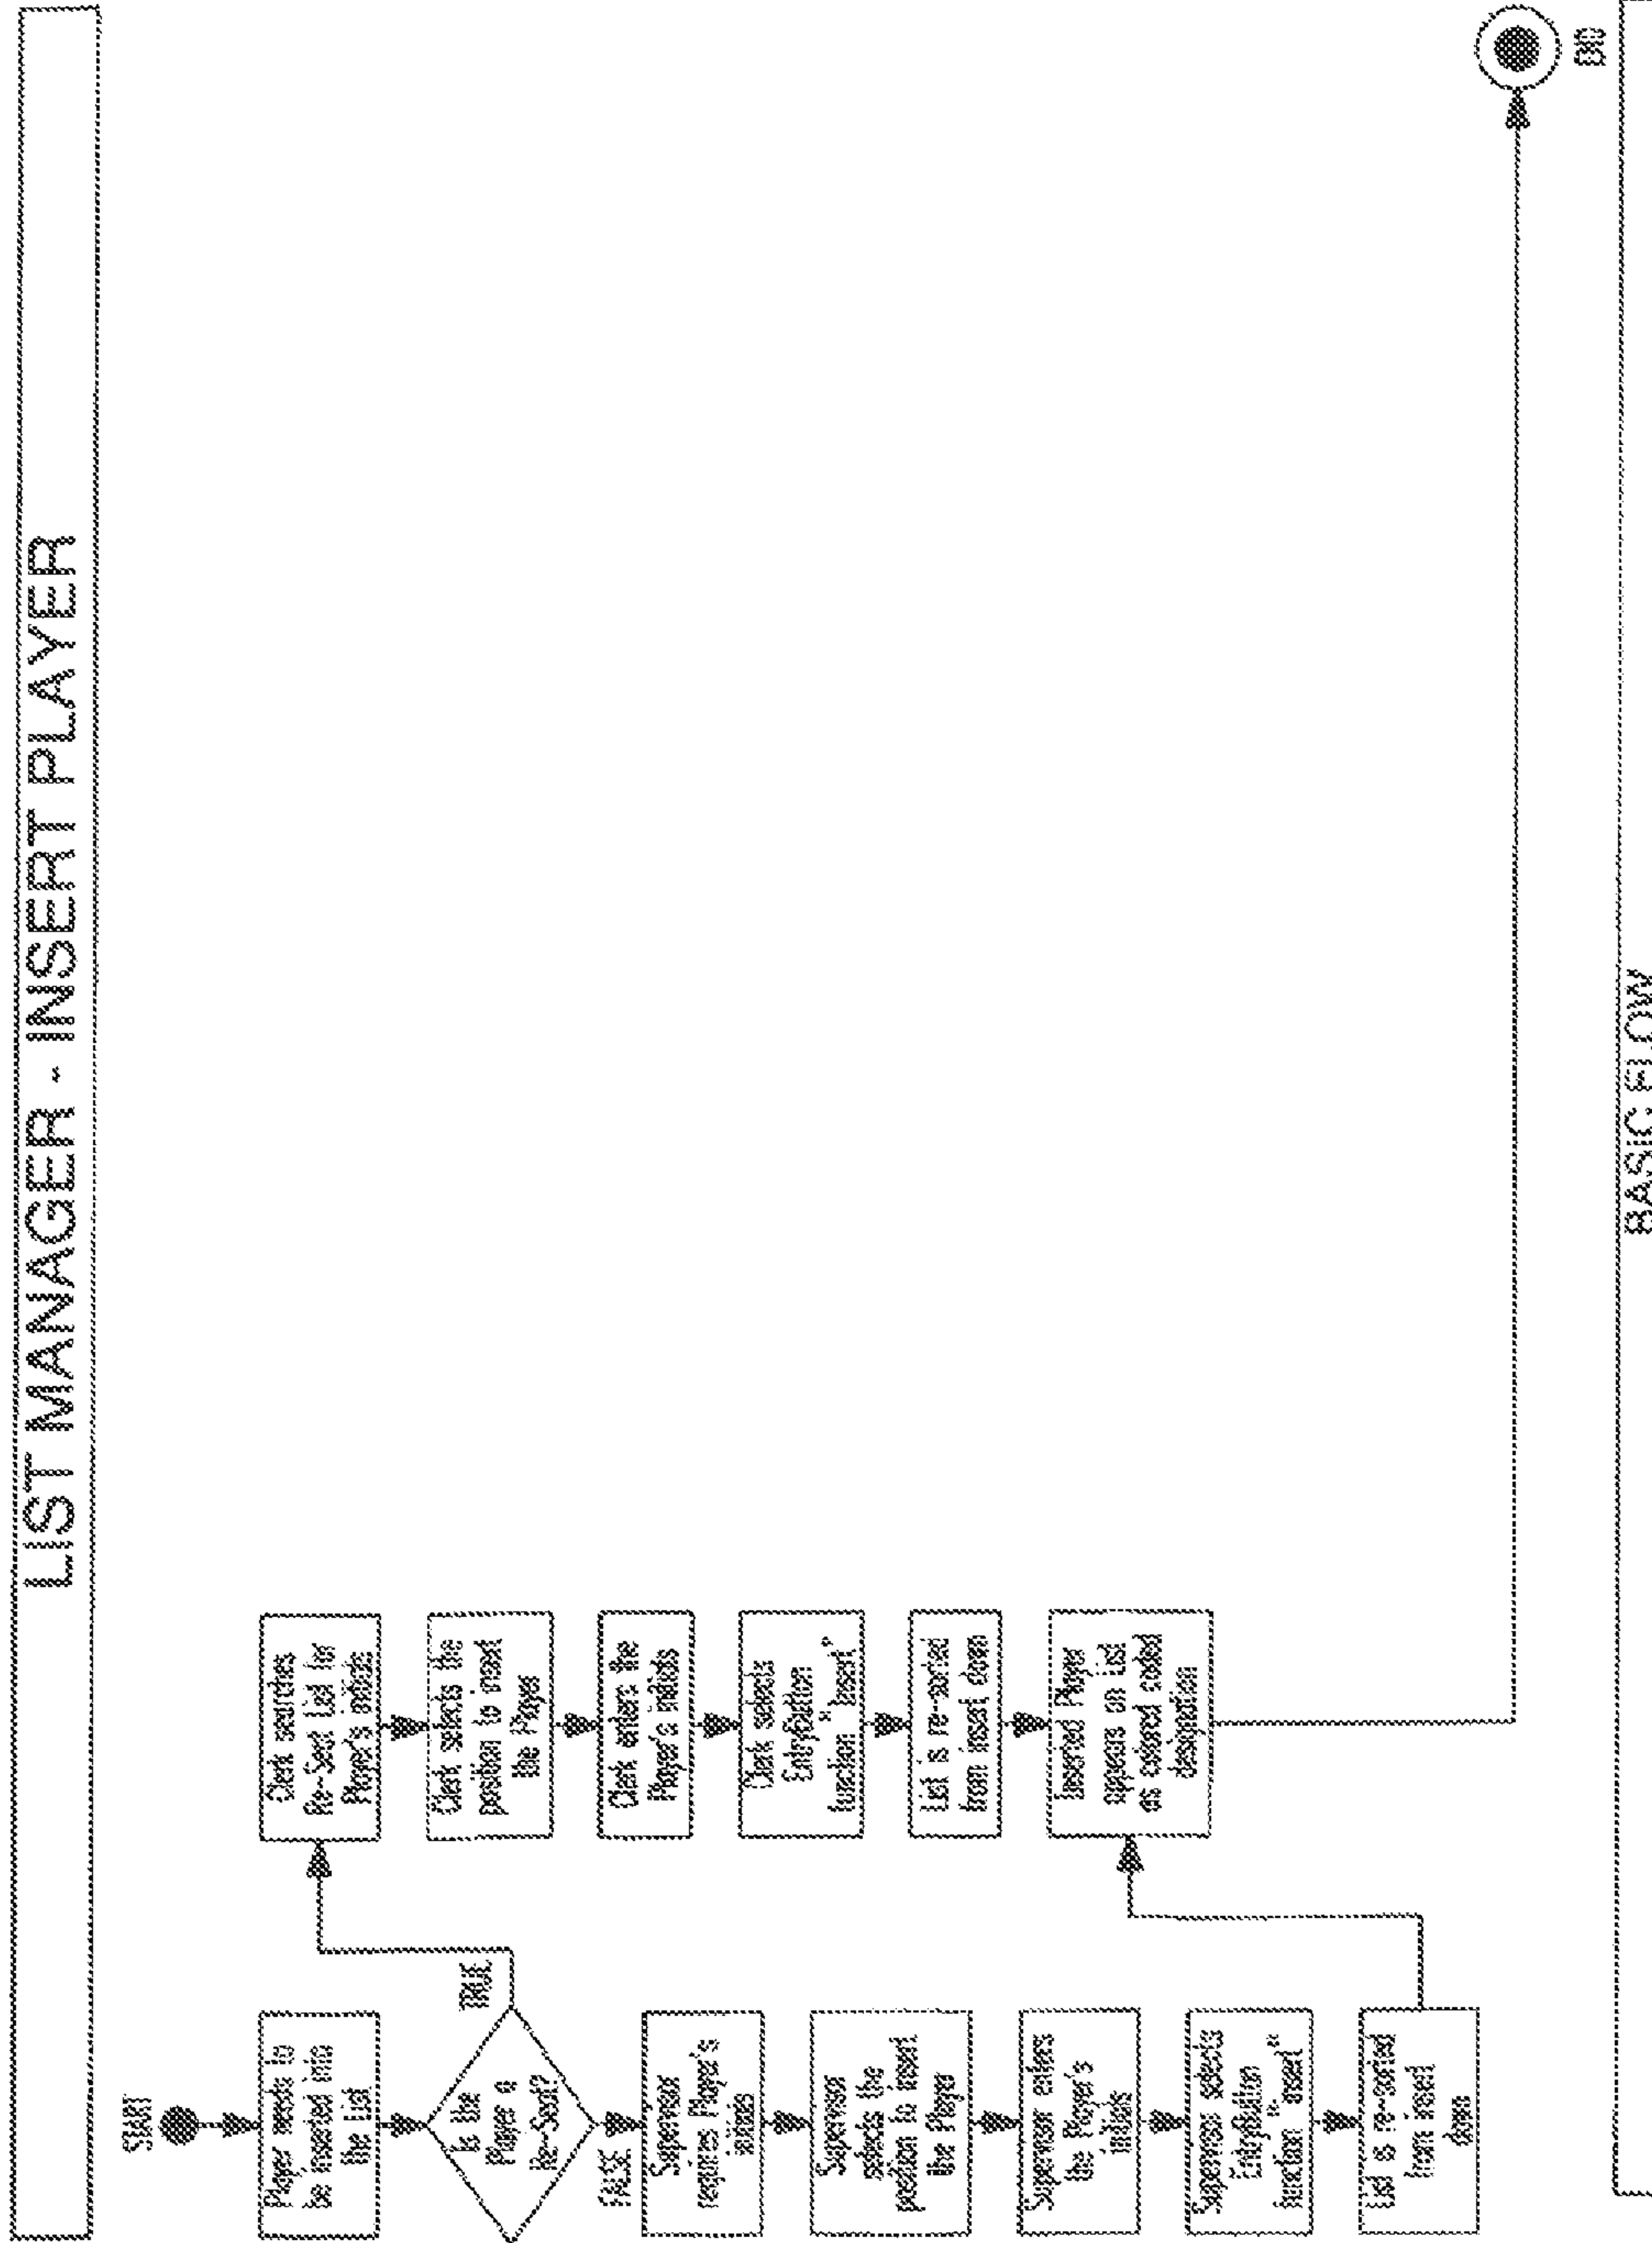 LIST MANAGER - INSERT PLAYER
START
Player needs to
be inserted into
the List
Is the
Player a
Re-Seat?
TRUE
FALSE
Supervisor
requires Player's
initials
Supervisor
selects the
position to insert
the Player
Supervisor enters
the Player's
initials
Supervisor selects
EntryButton
function "Insert"
List is re-sorted
from insert
down
Clerk searches
Re-Seat List for
Player's initials
Clerk selects the
position to insert
the Player
Clerk enters the
Player's initials
Clerk selects
EntryButton
function "Insert"
List is re-sorted
from insert down
Inserted Player
appears on List
as colored coded
designation
END
BASIC FLOW